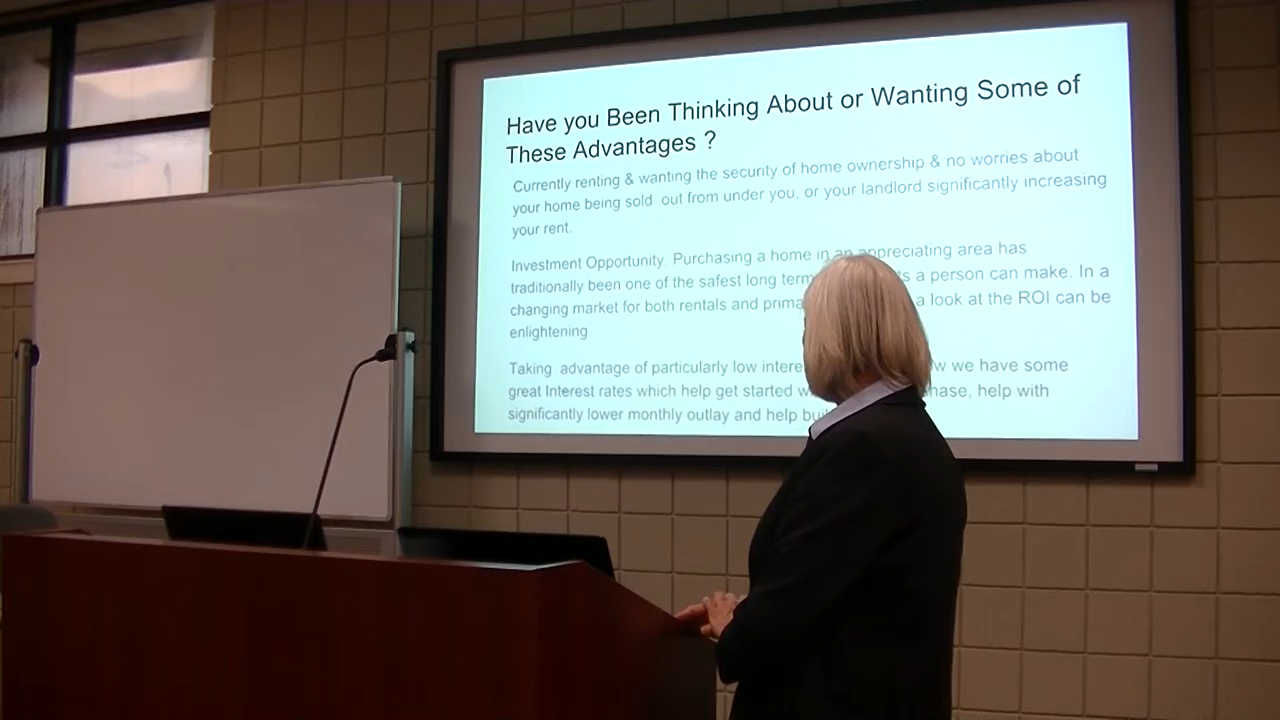 Have you Been Thinking About or Wanting Some of
These Advantages ?
Currently renting & wanting the security of home ownership & no worries about
your home being sold out from under you, or your landlord significantly increasing
your rent.
Investment Opportunity. Purchasing a home in an appreciating area has
traditionally been one of the safest long term a person can make. In a
changing market for both rentals and a look at the ROI can be
enlightening
Taking advantage of particularly low we have some
great Interest rates which help get started help with
significantly lower monthly outlay and help